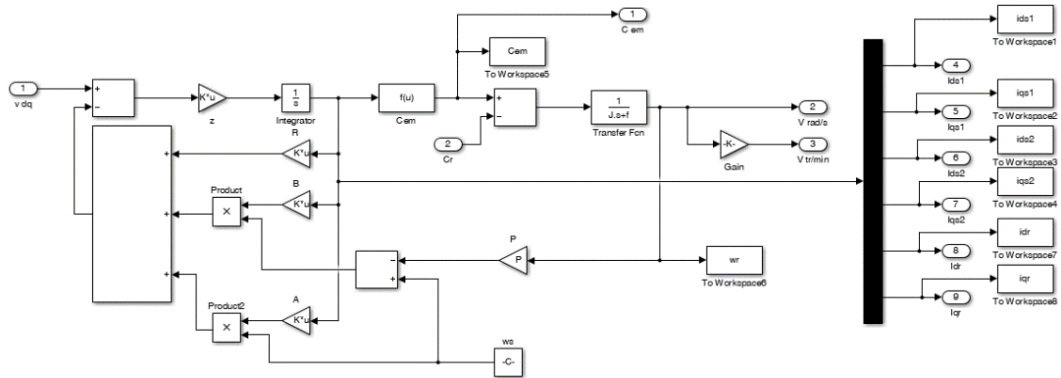 1
v dq
+
−
K*u
z
1
s
Integrator
f(u)
Cem
Cem
To Workspace5
1
C em
2
Cr
+
−
1
J.s+f
Transfer Fcn
2
V rad/s
-K-
Gain
3
V tr/min
R
K*u
B
K*u
Product
×
+
+
+
Product2
×
A
K*u
−
+
P
P
wr
To Workspace6
ws
-C-
ids1
To Workspace1
4
Ids1
iqs1
To Workspace2
5
Iqs1
ids2
To Workspace3
6
Ids2
iqs2
To Workspace4
7
Iqs2
idr
To Workspace7
8
Idr
iqr
To Workspace8
9
Iqr